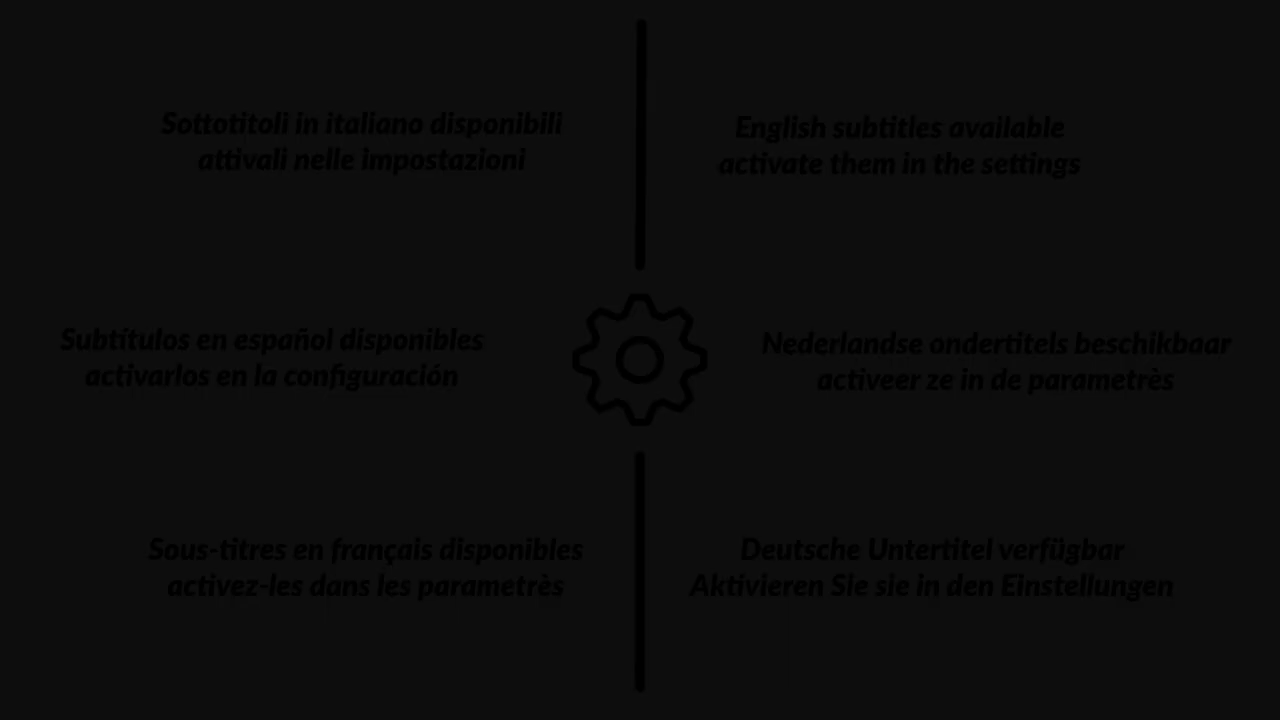 Sottotitoli in italiano disponibili
attivali nelle impostazioni
English subtitles available
activate them in the settings
Subtítulos en español disponibles
activarlos en la configuración
Nederlandse ondertitels beschikbaar
activeer ze in de parametrès
Sous-titres en français disponibles
activez-les dans les parametrès
Deutsche Untertitel verfügbar
Aktivieren Sie sie in den Einstellungen